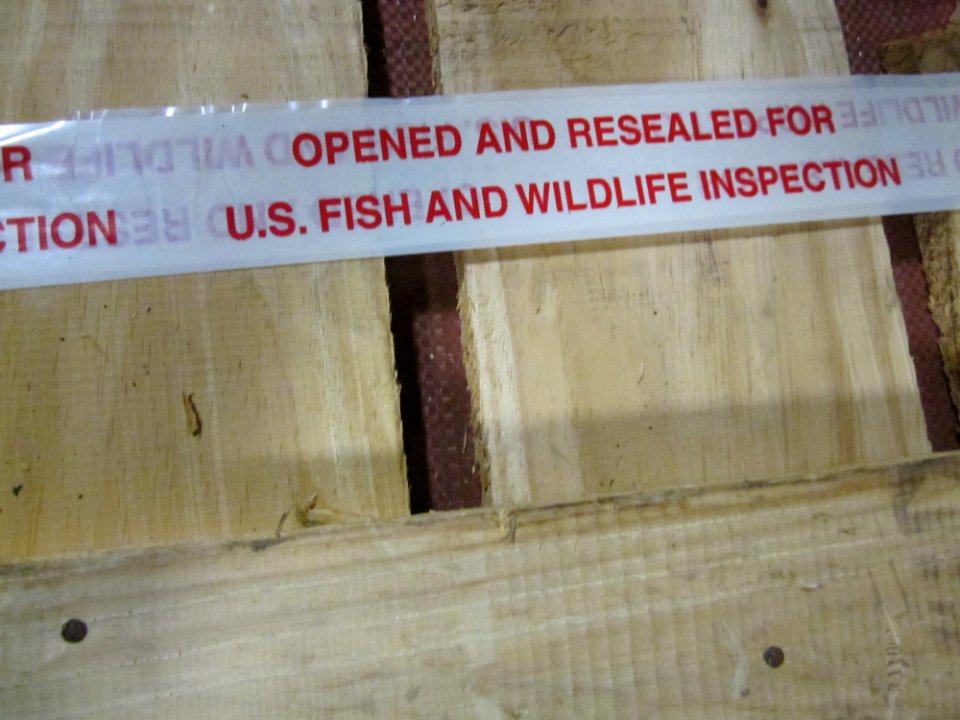 R OPENED AND RESEALED FOR
CTION U.S. FISH AND WILDLIFE INSPECTION